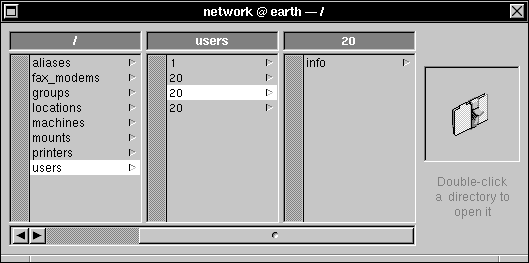 network @ earth — /
/
users
20
aliases
fax_modems
groups
locations
machines
mounts
printers
users
1
20
20
20
info
Double-click
a directory to
open it